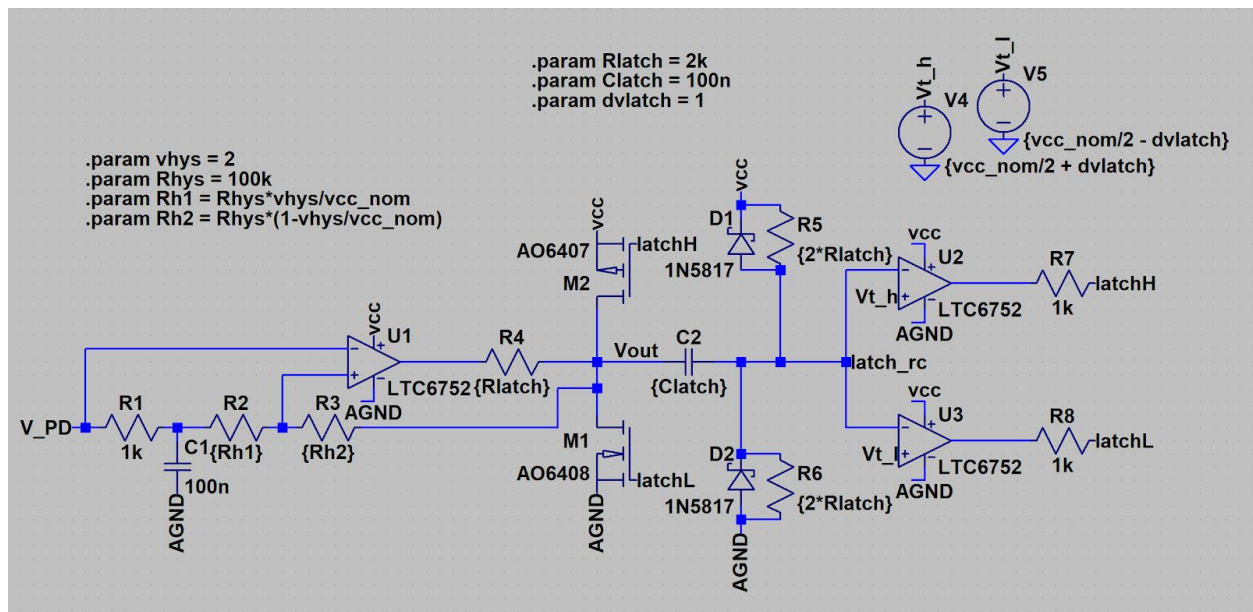 .param Rlatch = 2k
.param Clatch = 100n
.param dvlatch = 1
Vt_h
V4
{vcc_nom/2 + dvlatch}
Vt_l
V5
{vcc_nom/2 - dvlatch}
.param vhys = 2
.param Rhys = 100k
.param Rh1 = Rhys*vhys/vcc_nom
.param Rh2 = Rhys*(1-vhys/vcc_nom)
V_PD
R1
1k
C1
100n
AGND
R2
{Rh1}
R3
{Rh2}
vcc
U1
LTC6752
AGND
R4
{Rlatch}
vcc
AO6407
M2
latchH
Vout
M1
AO6408
latchL
AGND
C2
{Clatch}
vcc
D1
1N5817
R5
{2*Rlatch}
latch_rc
D2
1N5817
R6
{2*Rlatch}
AGND
vcc
U2
Vt_h
LTC6752
AGND
R7
1k
latchH
vcc
U3
Vt_l
LTC6752
AGND
R8
1k
latchL